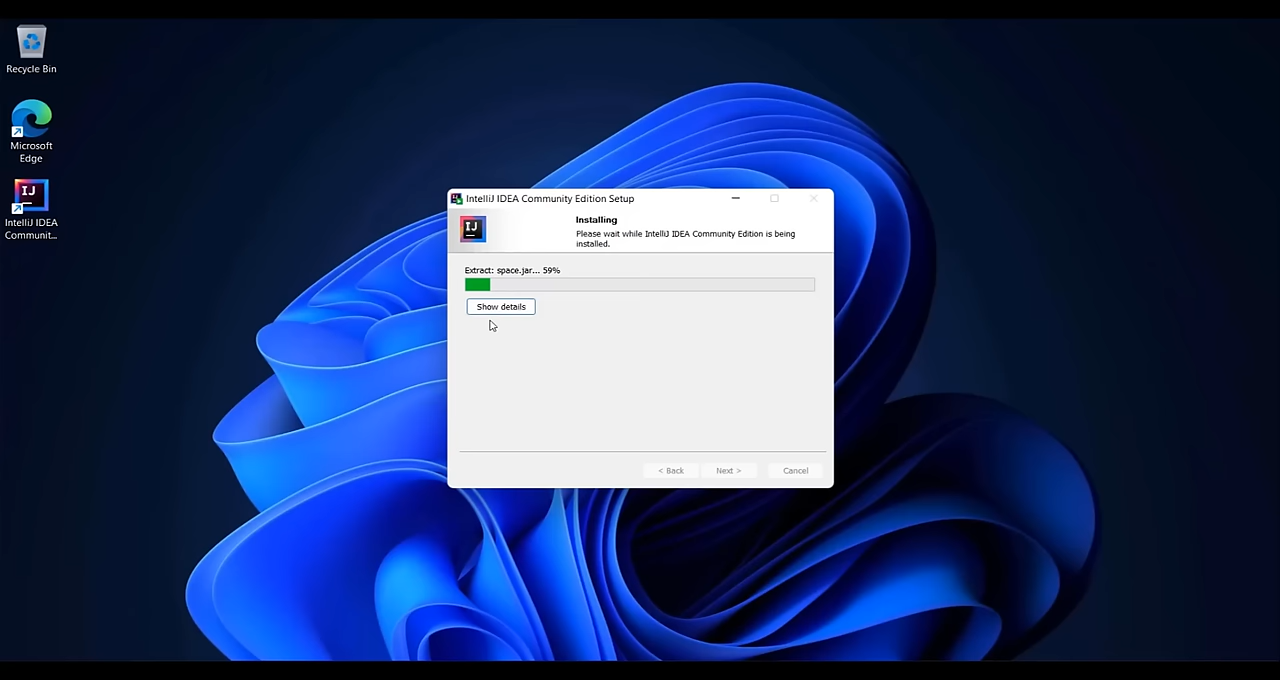 Recycle Bin
Microsoft
Edge
IJ
IntelliJ IDEA
Communit...
IntelliJ IDEA Community Edition Setup
IJ
Installing
Please wait while IntelliJ IDEA Community Edition is being
installed.
Extract: space.jar... 59%
Show details
< Back
Next >
Cancel